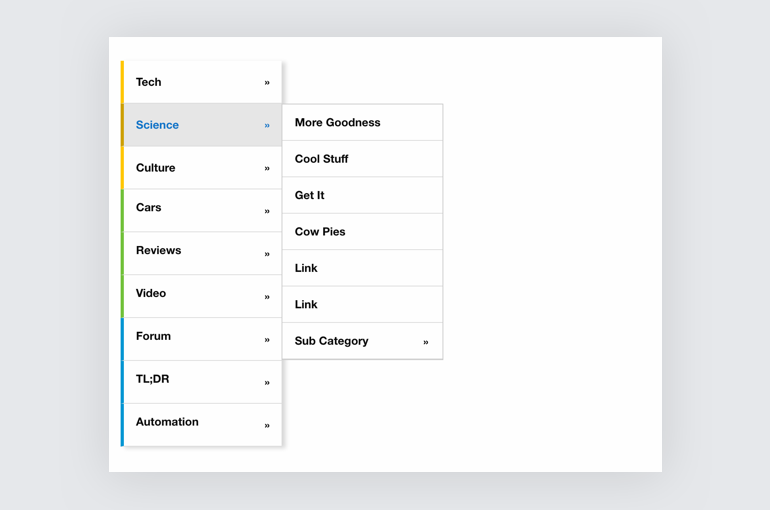 Tech »
Science »
Culture »
Cars »
Reviews »
Video »
Forum »
TL;DR »
Automation »
More Goodness
Cool Stuff
Get It
Cow Pies
Link
Link
Sub Category »